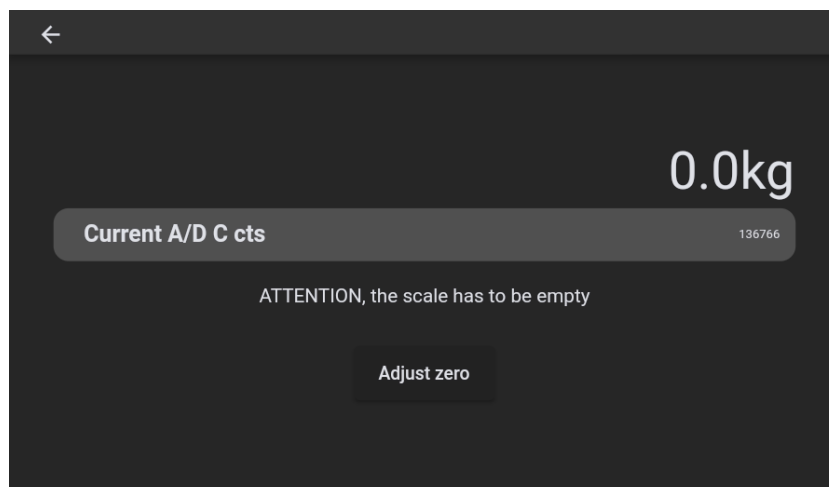 0.0kg
Current A/D C cts
136766
ATTENTION, the scale has to be empty
Adjust zero